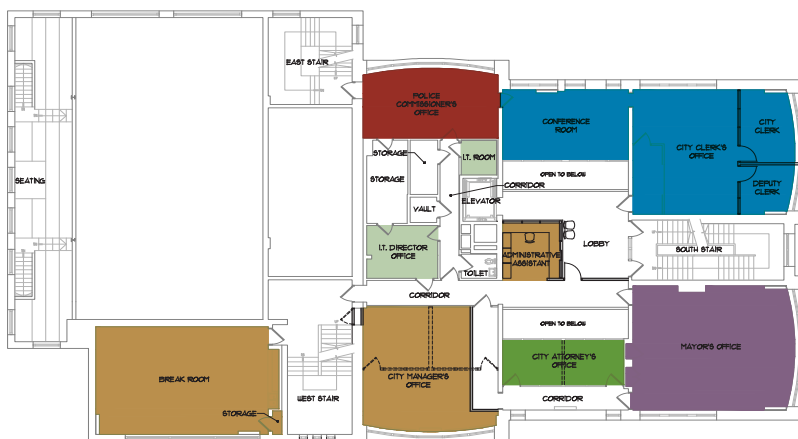 EAST STAIR
POLICE
COMMISSIONER'S
OFFICE
CONFERENCE
ROOM
CITY CLERK'S
OFFICE
CITY
CLERK
DEPUTY
CLERK
STORAGE
STORAGE
I.T. ROOM
CORRIDOR
OPEN TO BELOW
SEATING
VAULT
ELEVATOR
I.T. DIRECTOR
OFFICE
TOILET
ADMINISTRATIVE
ASSISTANT
LOBBY
SOUTH STAIR
CORRIDOR
OPEN TO BELOW
MAYOR'S OFFICE
CITY ATTORNEY'S
OFFICE
BREAK ROOM
CITY MANAGER'S
OFFICE
WEST STAIR
CORRIDOR
STORAGE